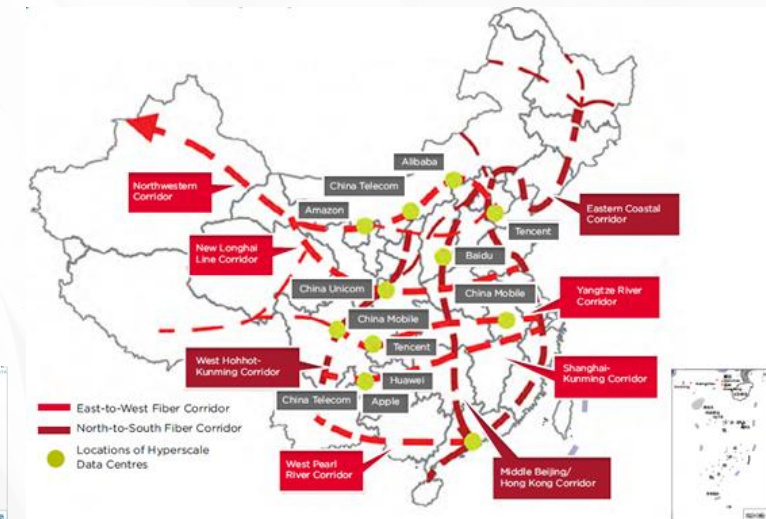 Alibaba
China Telecom
Northwestern
Corridor
Amazon
Eastern Coastal
Corridor
Tencent
New Longhai
Line Corridor
Baidu
China Unicom
China Mobile
Yangtze River
Corridor
China Mobile
West Hohhot-
Kunming Corridor
Tencent
Shanghai-
Kunming Corridor
Huawei
China Telecom
Apple
East-to-West Fiber Corridor
North-to-South Fiber Corridor
Locations of Hyperscale
Data Centres
West Pearl
River Corridor
Middle Beijing/
Hong Kong Corridor